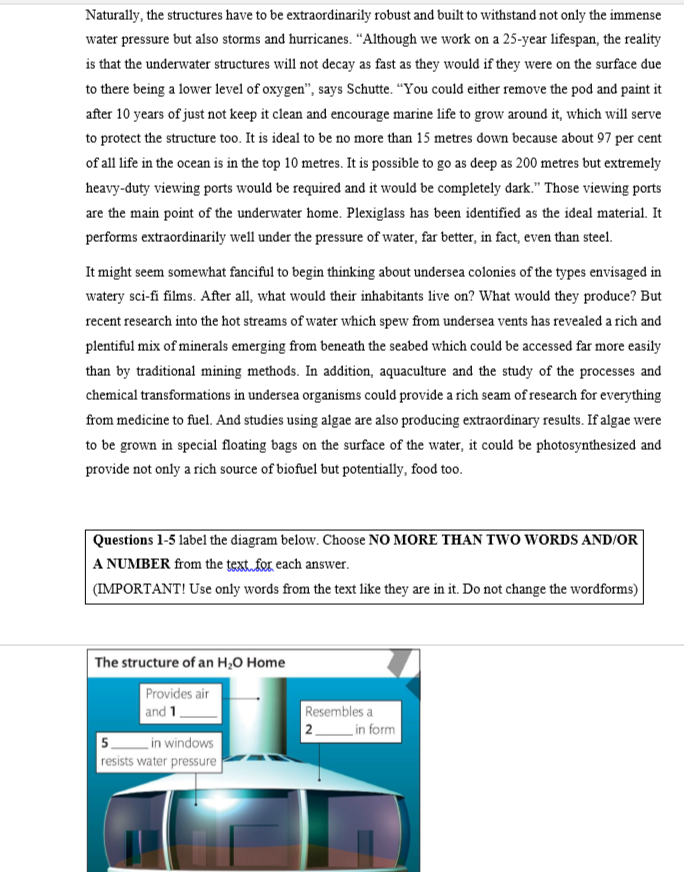 Naturally, the structures have to be extraordinarily robust and built to withstand not only the immense
water pressure but also storms and hurricanes. “Although we work on a 25-year lifespan, the reality
is that the underwater structures will not decay as fast as they would if they were on the surface due
to there being a lower level of oxygen”, says Schutte. “You could either remove the pod and paint it
after 10 years of just not keep it clean and encourage marine life to grow around it, which will serve
to protect the structure too. It is ideal to be no more than 15 metres down because about 97 per cent
of all life in the ocean is in the top 10 metres. It is possible to go as deep as 200 metres but extremely
heavy-duty viewing ports would be required and it would be completely dark.” Those viewing ports
are the main point of the underwater home. Plexiglass has been identified as the ideal material. It
performs extraordinarily well under the pressure of water, far better, in fact, even than steel.
It might seem somewhat fanciful to begin thinking about undersea colonies of the types envisaged in
watery sci-fi films. After all, what would their inhabitants live on? What would they produce? But
recent research into the hot streams of water which spew from undersea vents has revealed a rich and
plentiful mix of minerals emerging from beneath the seabed which could be accessed far more easily
than by traditional mining methods. In addition, aquaculture and the study of the processes and
chemical transformations in undersea organisms could provide a rich seam of research for everything
from medicine to fuel. And studies using algae are also producing extraordinary results. If algae were
to be grown in special floating bags on the surface of the water, it could be photosynthesized and
provide not only a rich source of biofuel but potentially, food too.
Questions 1-5 label the diagram below. Choose NO MORE THAN TWO WORDS AND/OR
A NUMBER from the text for each answer.
(IMPORTANT! Use only words from the text like they are in it. Do not change the wordforms)
The structure of an H₂O Home
Provides air
and 1 _____
Resembles a
2 _____ in form
5 _____ in windows
resists water pressure